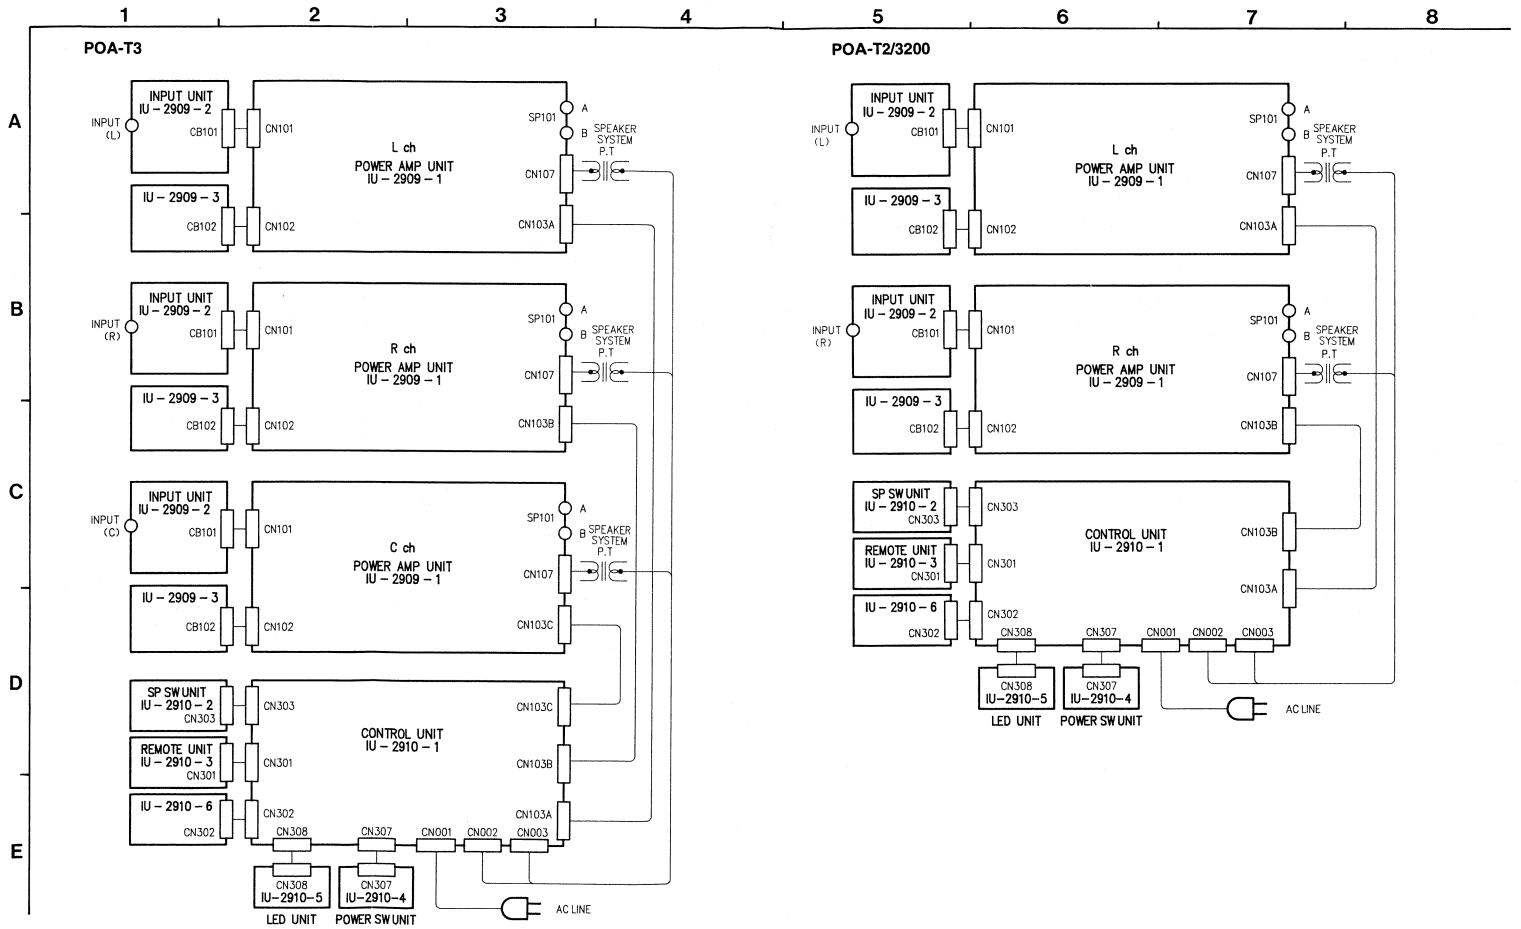 1 2 3 4 5 6 7 8
POA-T3
A
INPUT UNIT
IU-2909-2
INPUT
(L)
CB101
CN101
L ch
POWER AMP UNIT
IU-2909-1
SP101
A
B
SPEAKER
SYSTEM
P.T
CN107
IU-2909-3
CB102
CN102
CN103A
B
INPUT UNIT
IU-2909-2
INPUT
(R)
CB101
CN101
R ch
POWER AMP UNIT
IU-2909-1
SP101
A
B
SPEAKER
SYSTEM
P.T
CN107
IU-2909-3
CB102
CN102
CN103B
C
INPUT UNIT
IU-2909-2
INPUT
(C)
CB101
CN101
C ch
POWER AMP UNIT
IU-2909-1
SP101
A
B
SPEAKER
SYSTEM
P.T
CN107
IU-2909-3
CB102
CN102
CN103C
D
SP SW UNIT
IU-2910-2
CN303
CN303
CONTROL UNIT
IU-2910-1
CN103C
REMOTE UNIT
IU-2910-3
CN301
CN301
CN103B
IU-2910-6
CN302
CN302
CN103A
E
CN308
CN307
CN001
CN002
CN003
CN308
IU-2910-5
LED UNIT
CN307
IU-2910-4
POWER SW UNIT
AC LINE
POA-T2/3200
INPUT UNIT
IU-2909-2
INPUT
(L)
CB101
CN101
L ch
POWER AMP UNIT
IU-2909-1
SP101
A
B
SPEAKER
SYSTEM
P.T
CN107
IU-2909-3
CB102
CN102
CN103A
INPUT UNIT
IU-2909-2
INPUT
(R)
CB101
CN101
R ch
POWER AMP UNIT
IU-2909-1
SP101
A
B
SPEAKER
SYSTEM
P.T
CN107
IU-2909-3
CB102
CN102
CN103B
SP SW UNIT
IU-2910-2
CN303
CN303
CONTROL UNIT
IU-2910-1
CN103B
REMOTE UNIT
IU-2910-3
CN301
CN301
CN103A
IU-2910-6
CN302
CN302
CN308
CN307
CN001
CN002
CN003
CN308
IU-2910-5
LED UNIT
CN307
IU-2910-4
POWER SW UNIT
AC LINE